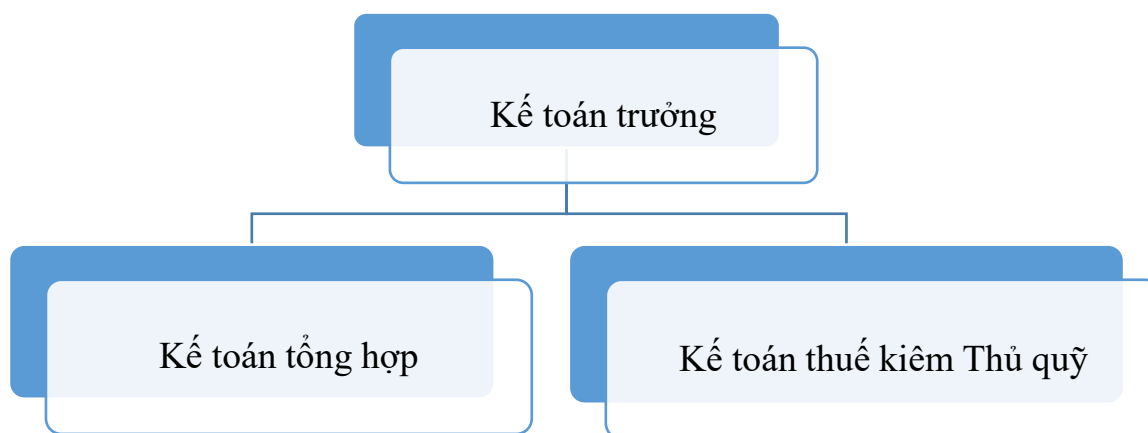 Kế toán trưởng
Kế toán tổng hợp
Kế toán thuế kiêm Thủ quỹ